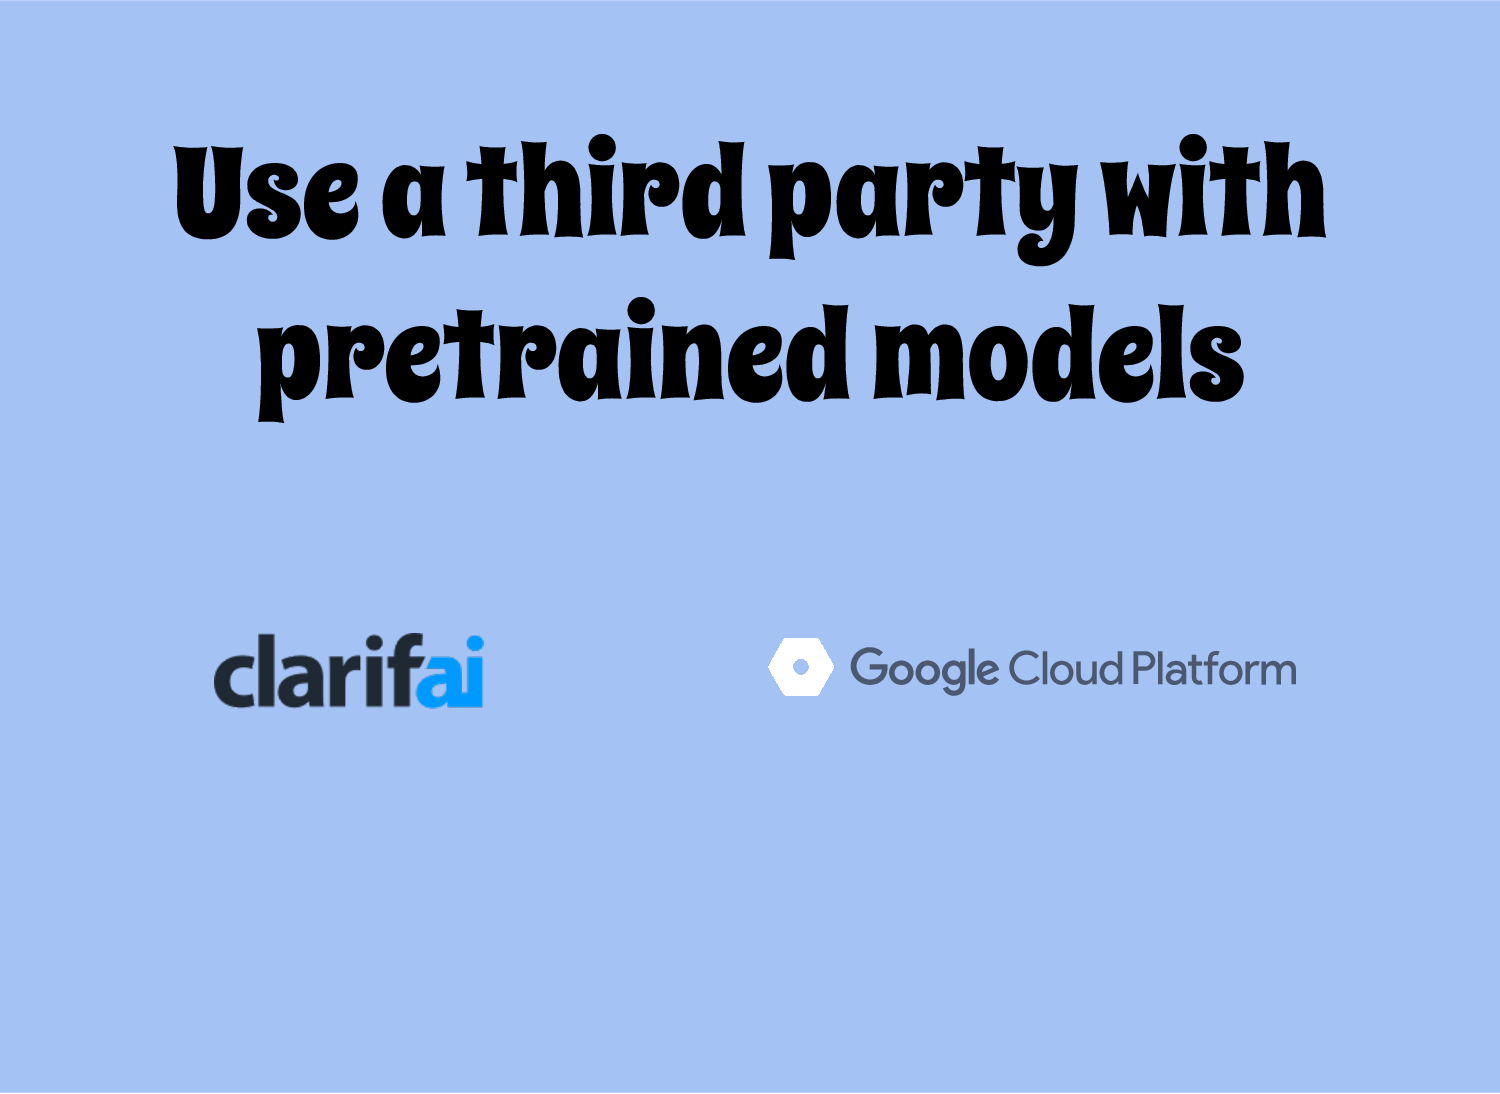 Use a third party with
pretrained models
clarifai
Google Cloud Platform